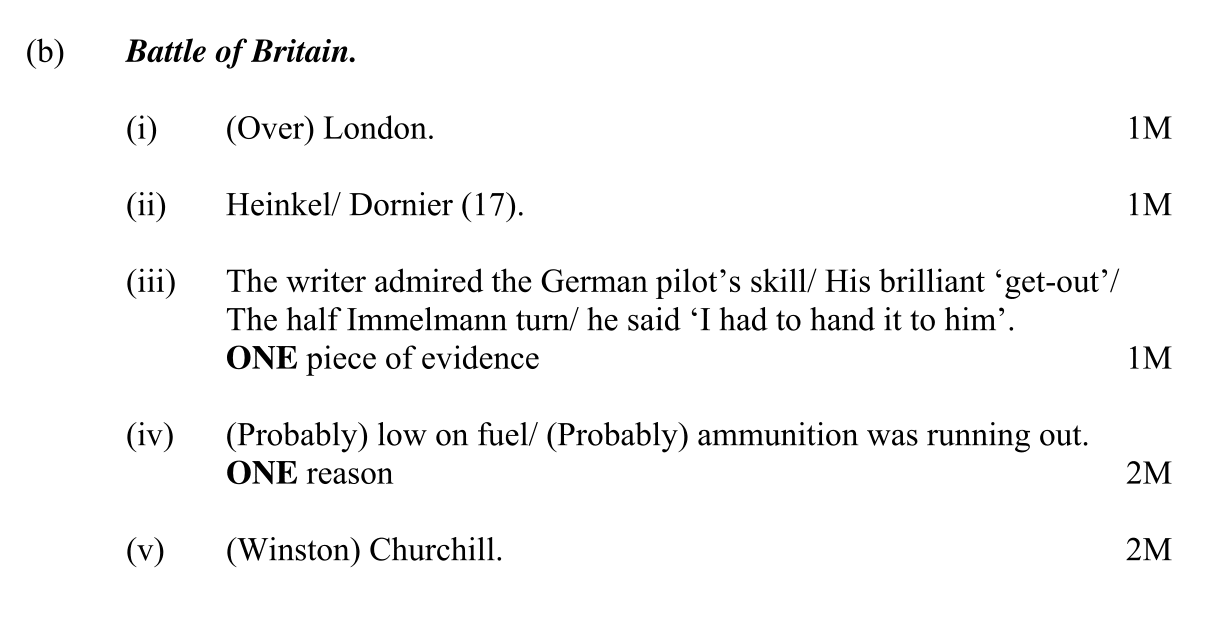 (b) Battle of Britain.
(i) (Over) London. 1M
(ii) Heinkel/ Dornier (17). 1M
(iii) The writer admired the German pilot’s skill/ His brilliant ‘get-out’/
The half Immelmann turn/ he said ‘I had to hand it to him’.
ONE piece of evidence 1M
(iv) (Probably) low on fuel/ (Probably) ammunition was running out.
ONE reason 2M
(v) (Winston) Churchill. 2M